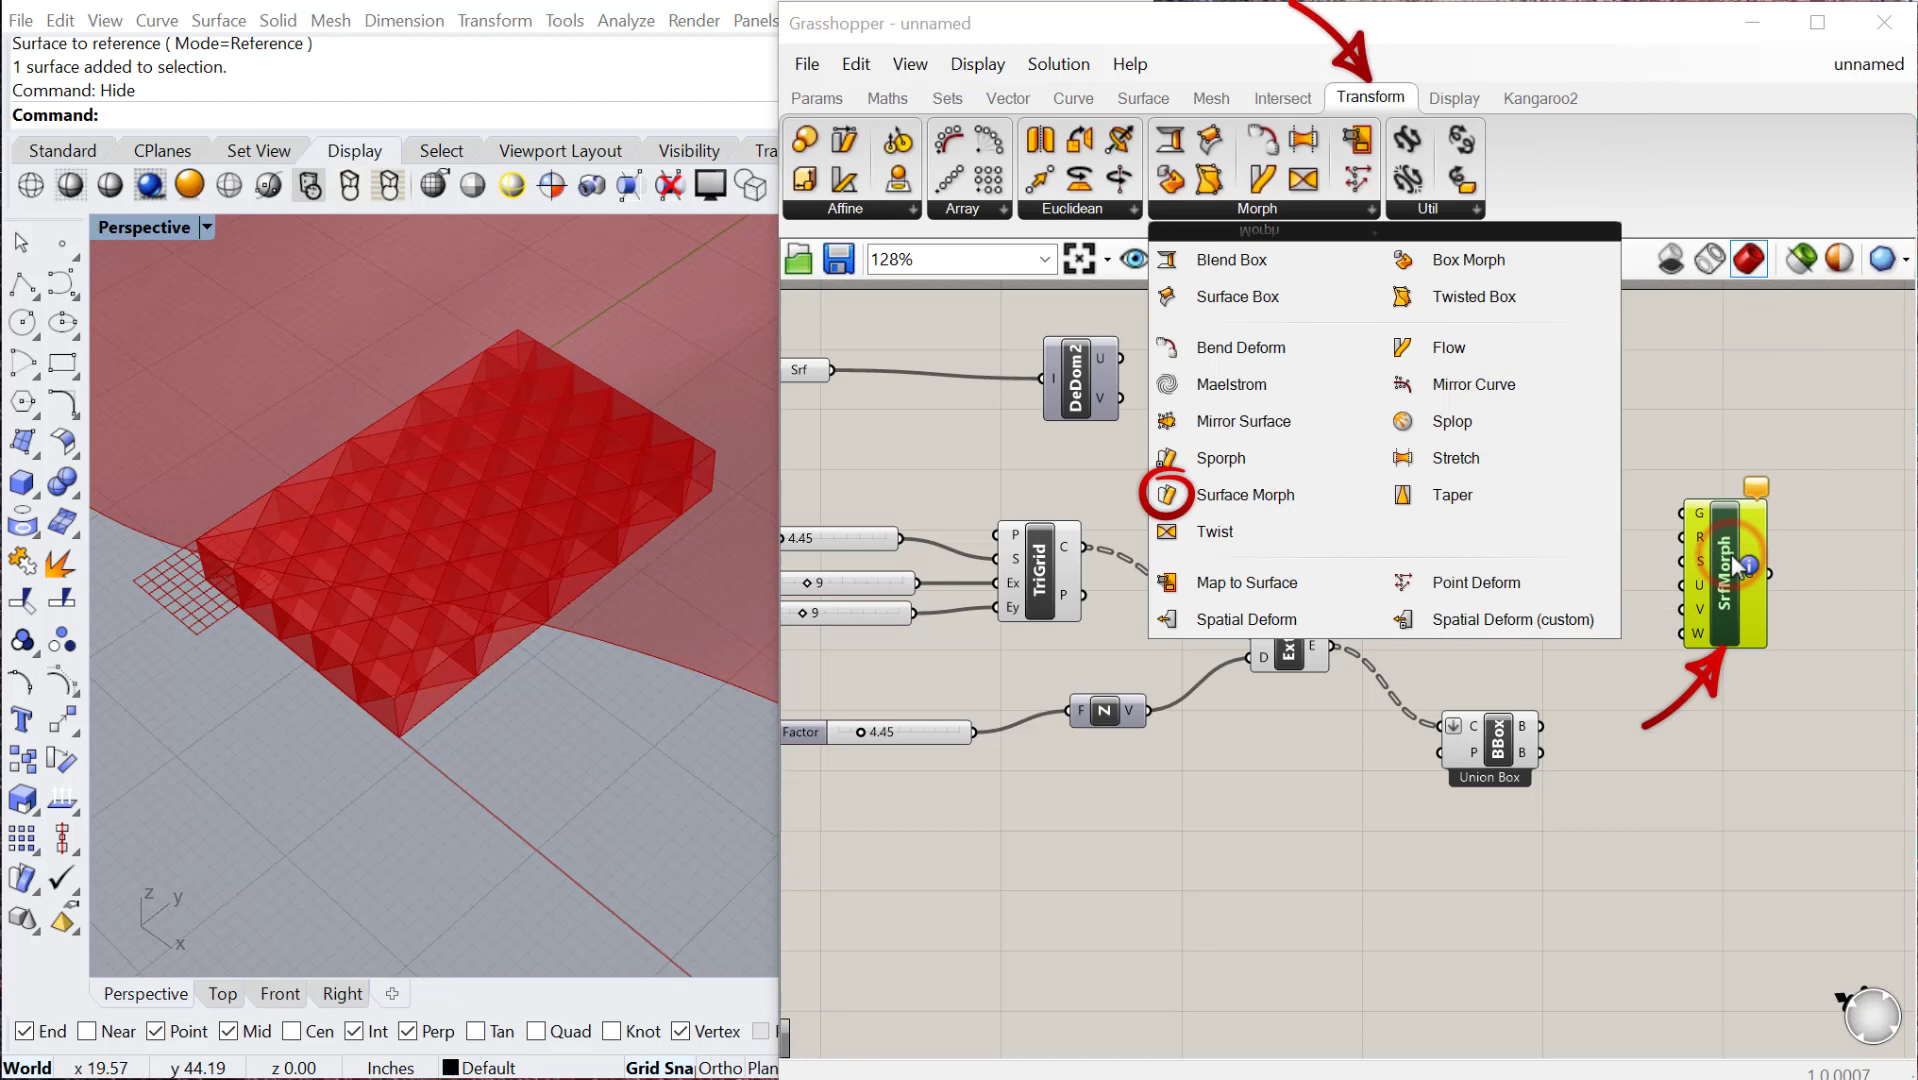 File Edit View Curve Surface Solid Mesh Dimension Transform Tools Analyze Render Panels
Surface to reference ( Mode=Reference )
1 surface added to selection.
Command: Hide
Command:
Standard CPlanes Set View Display Select Viewport Layout Visibility Tra
Perspective
z
y
x
Perspective Top Front Right
End Near Point Mid Cen Int Perp Tan Quad Knot Vertex
World x 19.57 y 44.19 z 0.00 Inches Default Grid Sna Ortho Plan
Grasshopper - unnamed
File Edit View Display Solution Help unnamed
Params Maths Sets Vector Curve Surface Mesh Intersect Transform Display Kangaroo2
Affine Array Euclidean Morph Util
Morph
128%
Blend Box Box Morph
Surface Box Twisted Box
Bend Deform Flow
Maelstrom Mirror Curve
Mirror Surface Splop
Sporph Stretch
Surface Morph Taper
Twist
Map to Surface Point Deform
Spatial Deform Spatial Deform (custom)
Srf
I DeDom2 U V
4.45
9
9
P S Ex Ey TriGrid C P
D Ex E
Factor 4.45
F Z V
C P BBox B B
Union Box
G R S U V W SrfMorph
1.0.0007